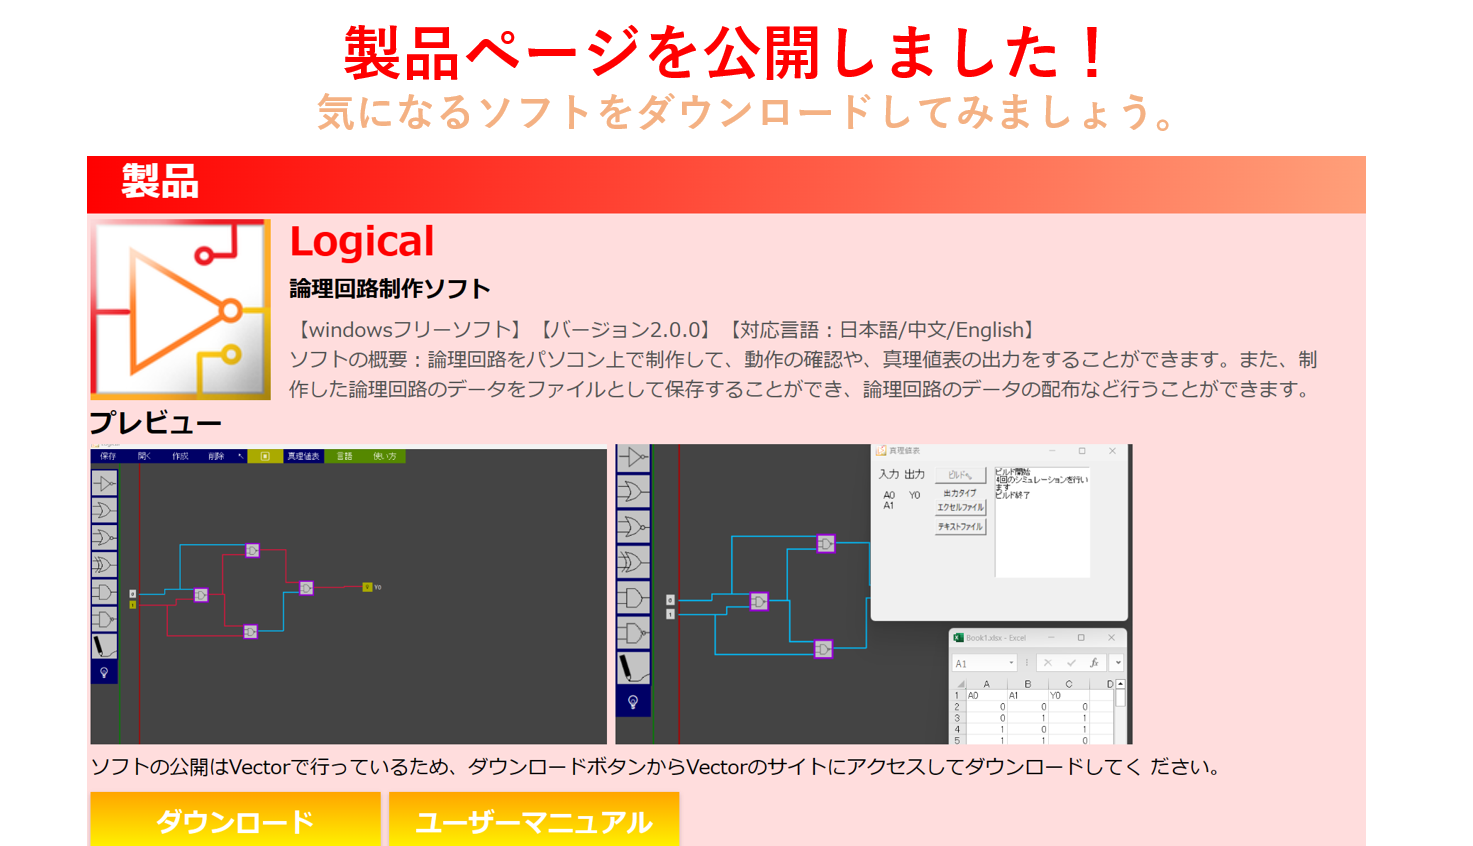 製品ページを公開しました！
気になるソフトをダウンロードしてみましょう。
製品
Logical
論理回路制作ソフト
【windowsフリーソフト】【バージョン2.0.0】【対応言語：日本語/中文/English】
ソフトの概要：論理回路をパソコン上で制作して、動作の確認や、真理値表の出力をすることができます。また、制
作した論理回路のデータをファイルとして保存することができ、論理回路のデータの配布など行うことができます。
プレビュー
保存 開く 作成 削除 真理値表 言語 使い方
Y0
真理値表
入力 出力 ビルド
A0 Y0
A1
出力タイプ
エクセルファイル
テキストファイル
ビルド開始
4回のシミュレーションを行い
ます
ビルド終了
0
1
Book1.xlsx - Excel
A1 fx
A B C D
1 A0 A1 Y0
2 0 0 0
3 0 1 1
4 1 0 1
5 1 1 0
ソフトの公開はVectorで行っているため、ダウンロードボタンからVectorのサイトにアクセスしてダウンロードしてく ださい。
ダウンロード ユーザーマニュアル